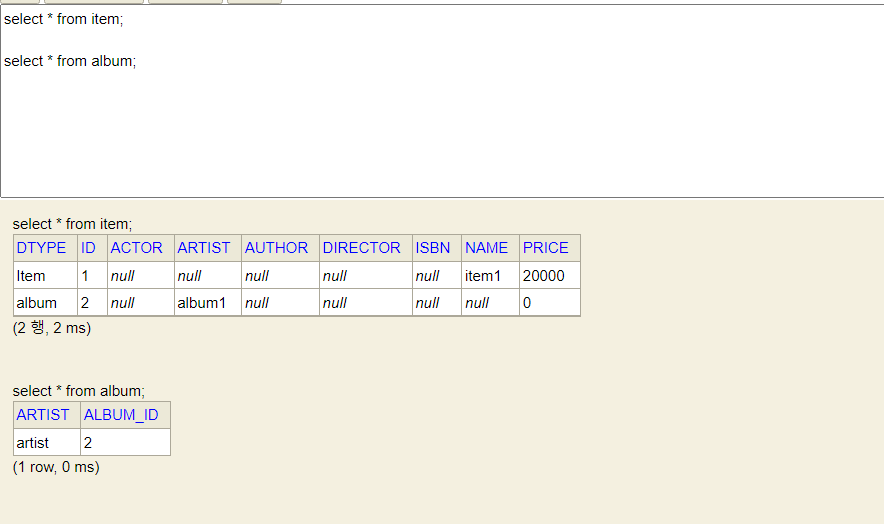 select * from item;
select * from album;
select * from item;
DTYPE ID ACTOR ARTIST AUTHOR DIRECTOR ISBN NAME PRICE
Item 1 null null null null null item1 20000
album 2 null album1 null null null null 0
(2 행, 2 ms)
select * from album;
ARTIST ALBUM_ID
artist 2
(1 row, 0 ms)